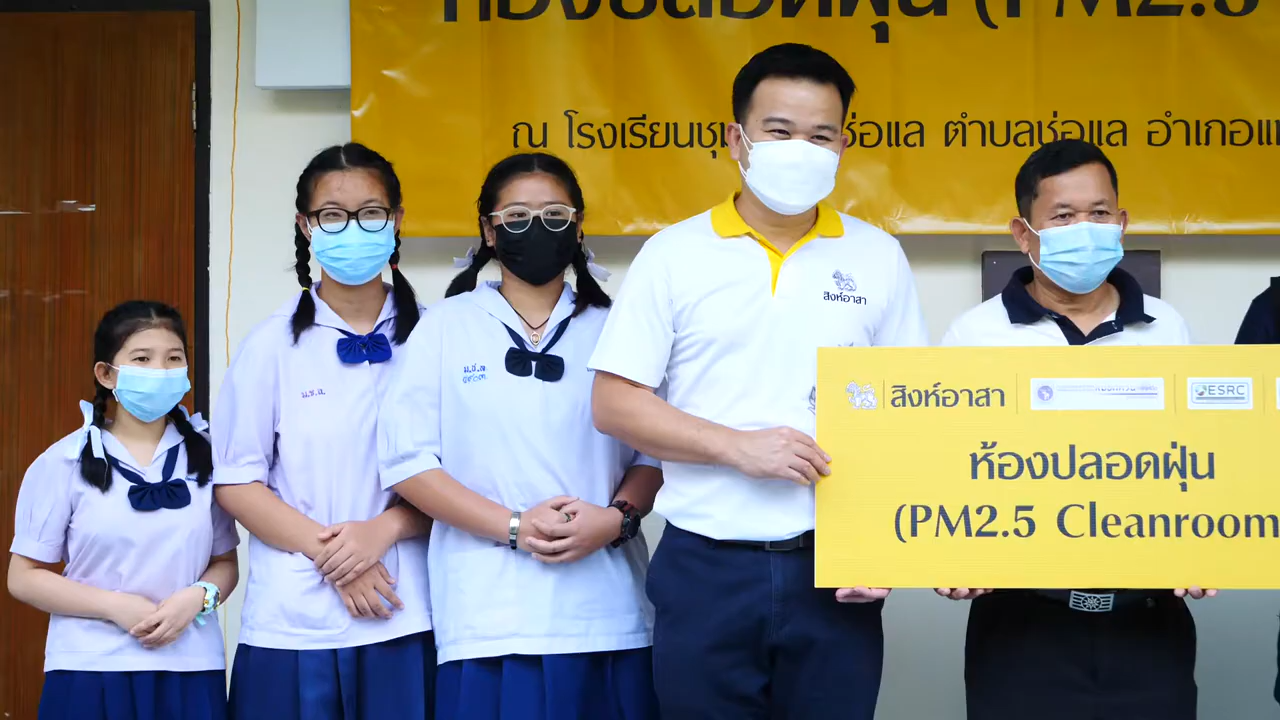 ห้องปลอดฝุ่น (PM2.5
ณ โรงเรียนชุม
ช่อแล ตำบลช่อแล อำเภอแม
สิงห์อาสา
ม.ช.ล.
ม.ช.ล.
สิงห์อาสา
ESRC
ห้องปลอดฝุ่น
(PM2.5 Cleanroom